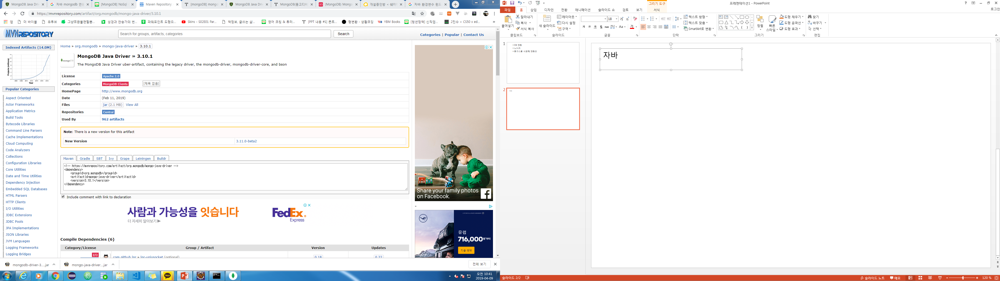 MongoDB Java Driv
자바 mongodb 연동
[MongoDB] NoSql
Maven Repository:
[mongoDB] mongo
MongoDB Java Driv
MongoDB(몽고디비
(MongoDB) Mongo
개설중인방 < 쉐어
자바 환경변수 윈도
https://mvnrepository.com/artifact/org.mongodb/mongo-java-driver/3.10.1
앱
더 바이블
유투브
그냥쪼끔불편할뿐...
성경과 찬송가의 번...
파워포인트 도형으...
Skins - S02E01 Par...
책정보, 글쓰는 삶...
영어 코칭 & 튜터...
[PPT 내용 #1] 폰트...
형변환 - 생활코딩
YBM Books
[청년정책] 신직업...
2진수 > CS50 x ed...
»
MVNREPOSITORY
Search for groups, artifacts, categories
Search
Categories | Popular | Contact Us
Indexed Artifacts (14.0M)
Projects (millions)
Year
Popular Categories
Aspect Oriented
Actor Frameworks
Application Metrics
Build Tools
Bytecode Libraries
Command Line Parsers
Cache Implementations
Cloud Computing
Code Analyzers
Collections
Configuration Libraries
Core Utilities
Date and Time Utilities
Dependency Injection
Embedded SQL Databases
HTML Parsers
HTTP Clients
I/O Utilities
JDBC Extensions
JDBC Pools
JPA Implementations
JSON Libraries
JVM Languages
Logging Frameworks
Logging Bridges
Home » org.mongodb » mongo-java-driver » 3.10.1
mongoDB
MongoDB Java Driver » 3.10.1
The MongoDB Java Driver uber-artifact, containing the legacy driver, the mongodb-driver, mongodb-driver-core, and bson
License Apache 2.0
Categories MongoDB Clients
[제목 없음]
HomePage http://www.mongodb.org
Date (Feb 11, 2019)
Files jar (2.1 MB) View All
Repositories Central
Used By 962 artifacts
Note: There is a new version for this artifact
New Version 3.11.0-beta2
Maven Gradle SBT Ivy Grape Leiningen Buildr
<!-- https://mvnrepository.com/artifact/org.mongodb/mongo-java-driver -->
<dependency>
<groupId>org.mongodb</groupId>
<artifactId>mongo-java-driver</artifactId>
<version>3.10.1</version>
</dependency>
Include comment with link to declaration
사람과 가능성을 잇습니다
더 자세히 알아보기 ▶
FedEx
Express
Compile Dependencies (6)
Category/License Group / Artifact Version Updates
I/O com.github.jnr » jnr-unixsocket (optional) 0.18 0.22
Share your family photos
on Facebook.
유럽
716,000원~부터
지금 예약
mongodb-driver-3....jar
mongo-java-driver....jar
전체 보기
TALK
오전 10:41
2019-04-09
프레젠테이션1 - PowerPoint
그리기 도구
파일 홈 삽입 디자인 전환 애니메이션 슬라이드 쇼 검토 보기 서식
로그인
붙여넣기
잘라내기
복사
서식 복사
클립보드
새 슬라이드
레이아웃
다시 설정
구역
슬라이드
18
가 가 가 S abc 가나 Aa 가
글꼴
텍스트 방향
텍스트 맞춤
SmartArt로 변환
단락
정렬
빠른 스타일
도형 채우기
도형 윤곽선
도형 효과
그리기
찾기
바꾸기
선택
편집
1
• DB 연동
• 노드JS
• 몽구스를 사용해 연동함
2
자바
자바
슬라이드 2/2
슬라이드 노트
메모
120 %